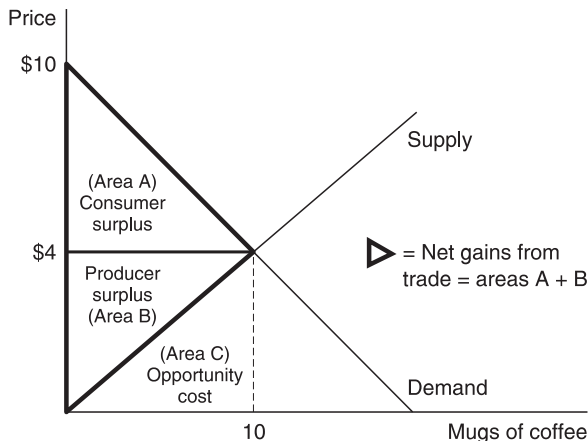 Price
$10
Supply
(Area A)
Consumer
surplus
$4
= Net gains from
trade = areas A + B
Producer
surplus
(Area B)
(Area C)
Opportunity
cost
Demand
10
Mugs of coffee